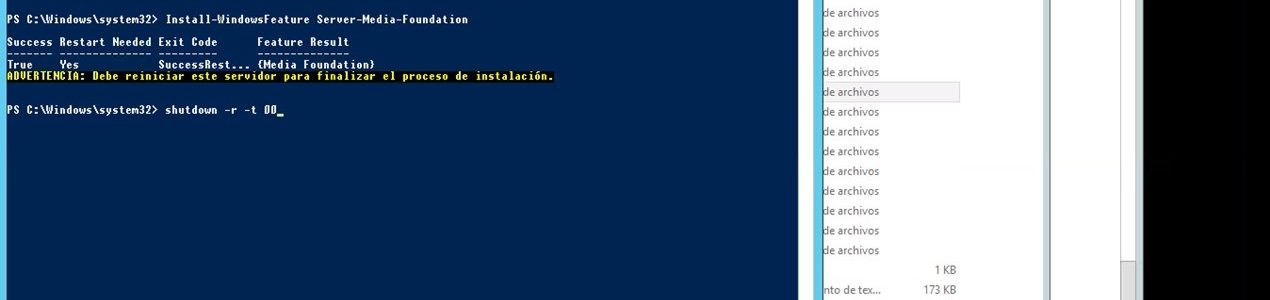 PS C:\Windows\system32> Install-WindowsFeature Server-Media-Foundation
Success Restart Needed Exit Code Feature Result
------- -------------- --------- --------------
True Yes SuccessRest... {Media Foundation}
ADVERTENCIA: Debe reiniciar este servidor para finalizar el proceso de instalación.
PS C:\Windows\system32> shutdown -r -t 00_
de archivos
de archivos
de archivos
de archivos
de archivos
de archivos
de archivos
de archivos
de archivos
de archivos
de archivos
de archivos
de archivos
1 KB
nto de tex... 173 KB